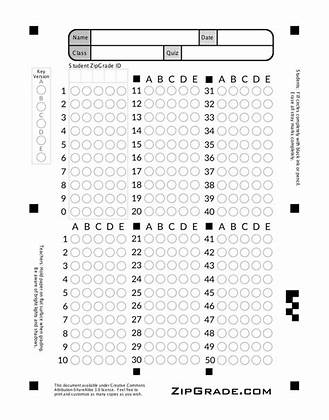 Name Date
Class Quiz
Student ZipGrade ID
Key
Version
A
B
C
D
E
A B C D E A B C D E
1 11 31
2 12 32
3 13 33
4 14 34
5 15 35
6 16 36
7 17 37
8 18 38
9 19 39
0 20 40
A B C D E A B C D E A B C D E
1 21 41
2 22 42
3 23 43
4 24 44
5 25 45
6 26 46
7 27 47
8 28 48
9 29 49
10 30 50
Students: Fill circles completely with black ink or pencil.
Erase all stray marks completely.
Teachers: Insist paper is flat surface when grading.
Be aware of bright lights and shadows.
This document available under Creative Commons
Attribution-ShareAlike 3.0 license. Feel free to
print and customize as many copies as you wish.
ZIPGRADE.COM